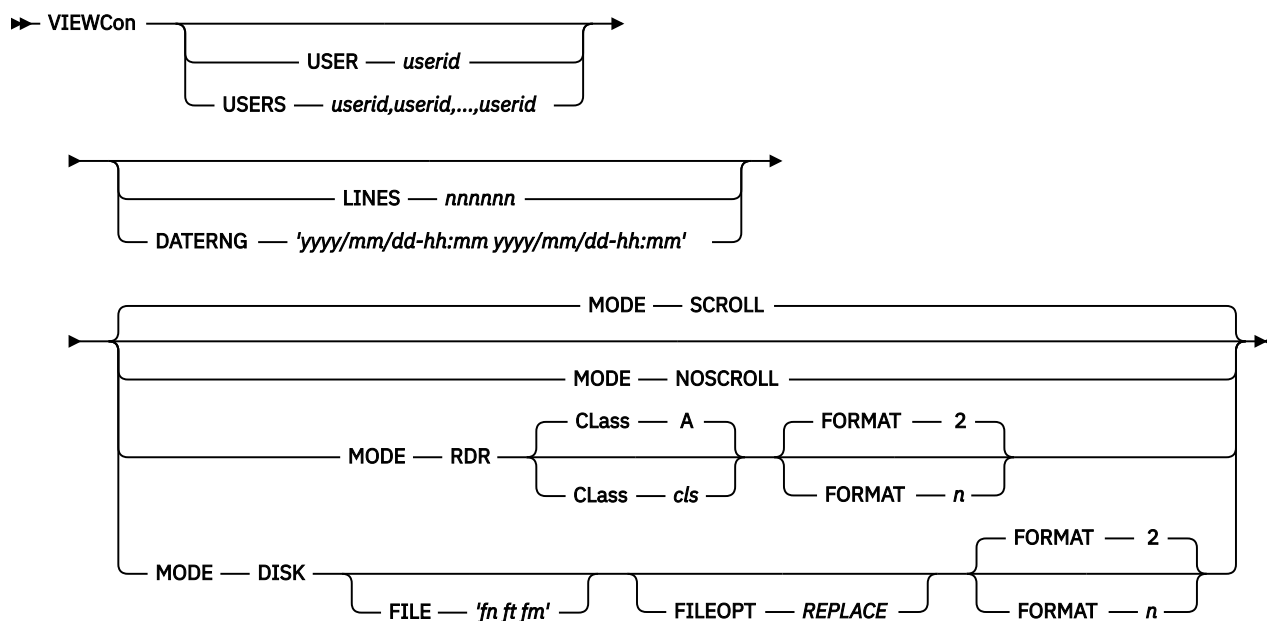 VIEWCon
USER userid
USERS userid,userid,...,userid
LINES nnnnnn
DATERNG 'yyyy/mm/dd-hh:mm yyyy/mm/dd-hh:mm'
MODE SCROLL
MODE NOSCROLL
CLass A FORMAT 2
MODE RDR
CLass cls FORMAT n
FORMAT 2
MODE DISK
FILE 'fn ft fm' FILEOPT REPLACE FORMAT n